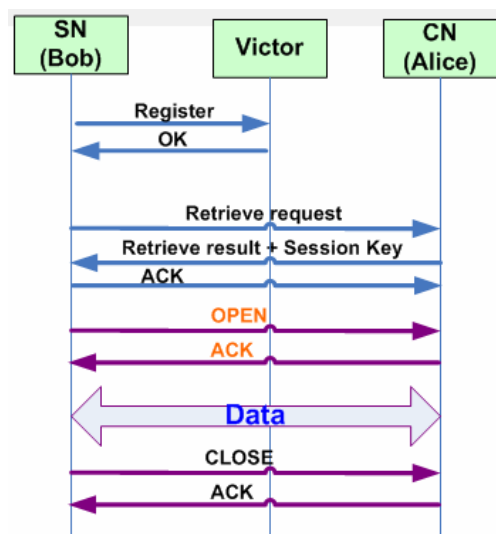 SN
(Bob)
Victor
CN
(Alice)
Register
OK
Retrieve request
Retrieve result + Session Key
ACK
OPEN
ACK
Data
CLOSE
ACK